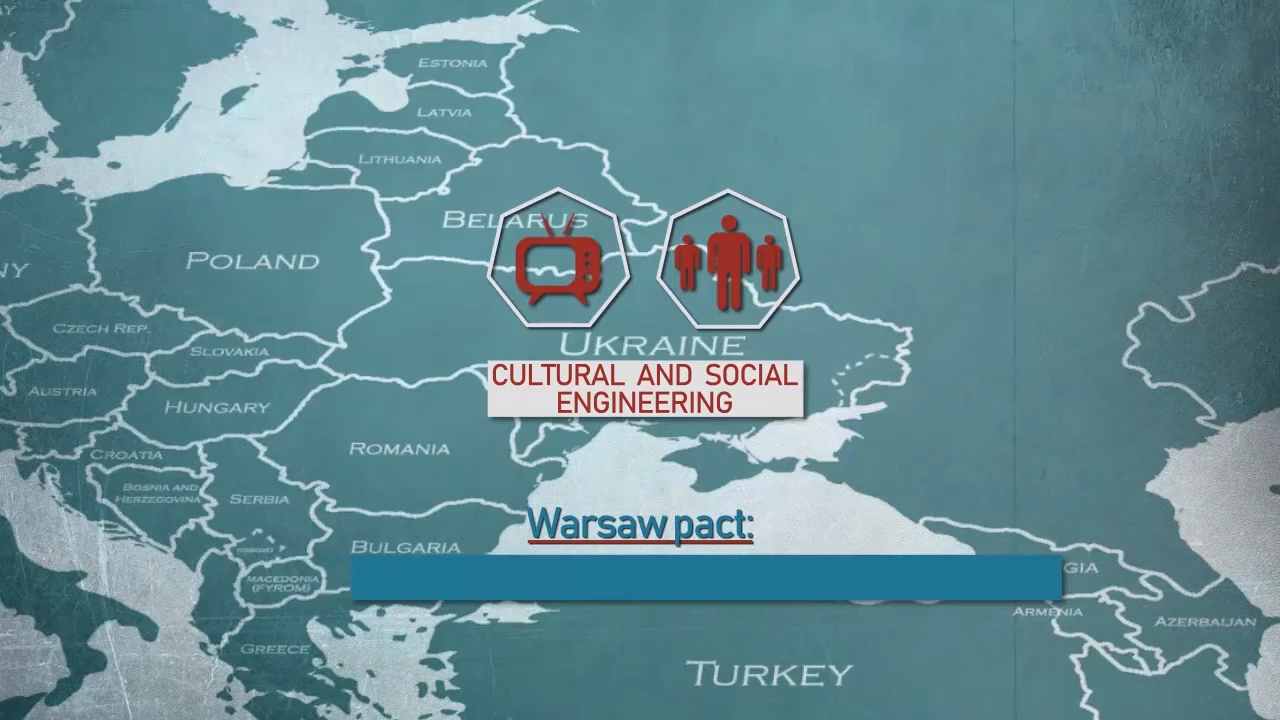 ESTONIA
LATVIA
LITHUANIA
BELARUS
POLAND
NY
CZECH REP.
SLOVAKIA
UKRAINE
CULTURAL AND SOCIAL
ENGINEERING
AUSTRIA
HUNGARY
ROMANIA
CROATIA
BOSNIA AND
HERZEGOVINA
SERBIA
Warsaw pact:
BULGARIA
KOSOVO
MACEDONIA
(FYROM)
GIA
ARMENIA
AZERBAIJAN
GREECE
TURKEY